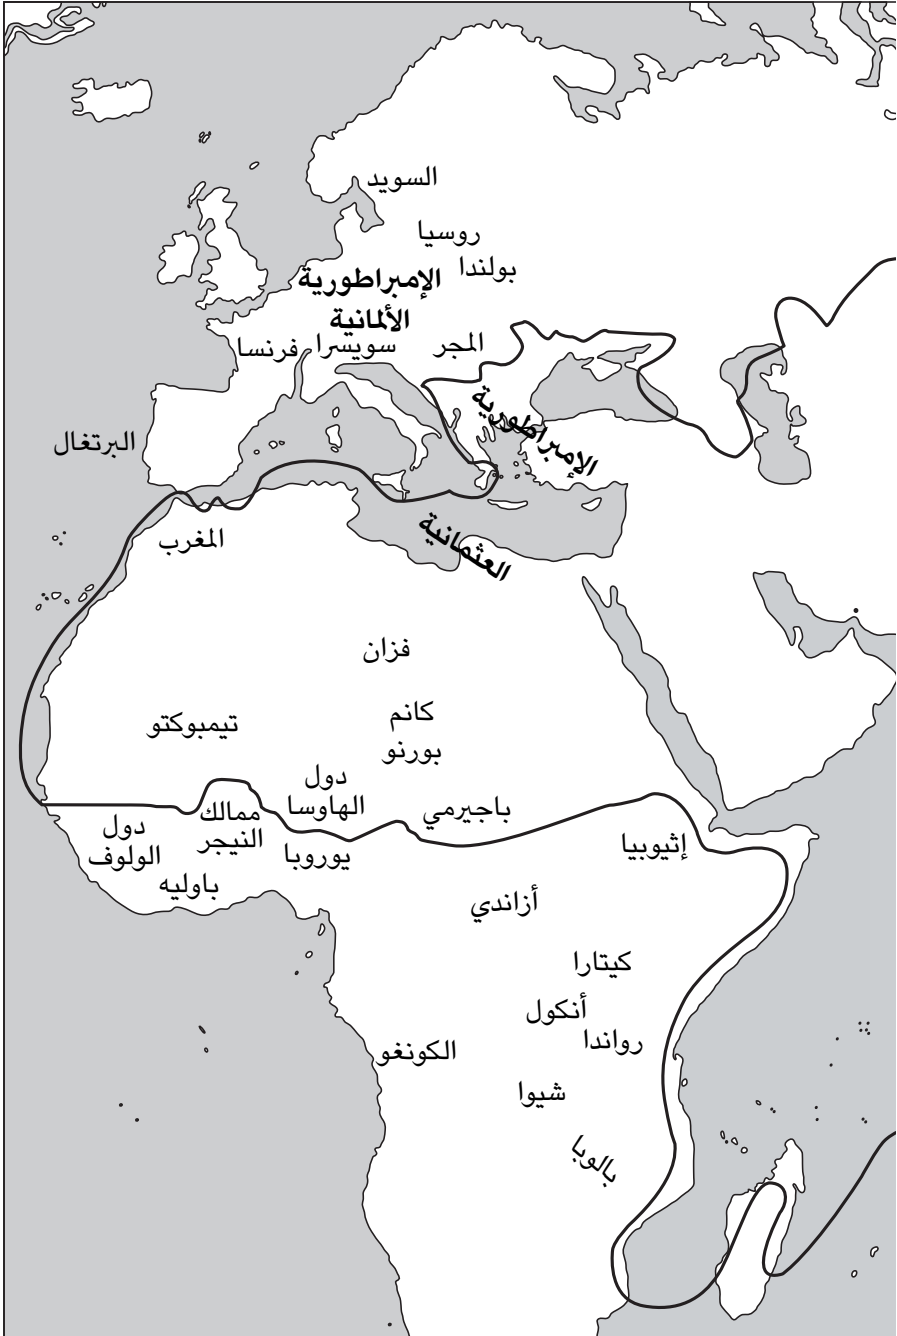 السويد
روسيا
بولندا
الإمبراطورية
الألمانية
المجر
سويسرا
فرنسا
البرتغال
الإمبراطورية
العثمانية
المغرب
فزان
كانم
بورنو
تيمبوكتو
دول
الهاوسا
باجيرمي
ممالك
النيجر
دول
الولوف
يوروبا
باوليه
إثيوبيا
أزاندي
كيتارا
أنكول
رواندا
الكونغو
شيوا
بالوبا